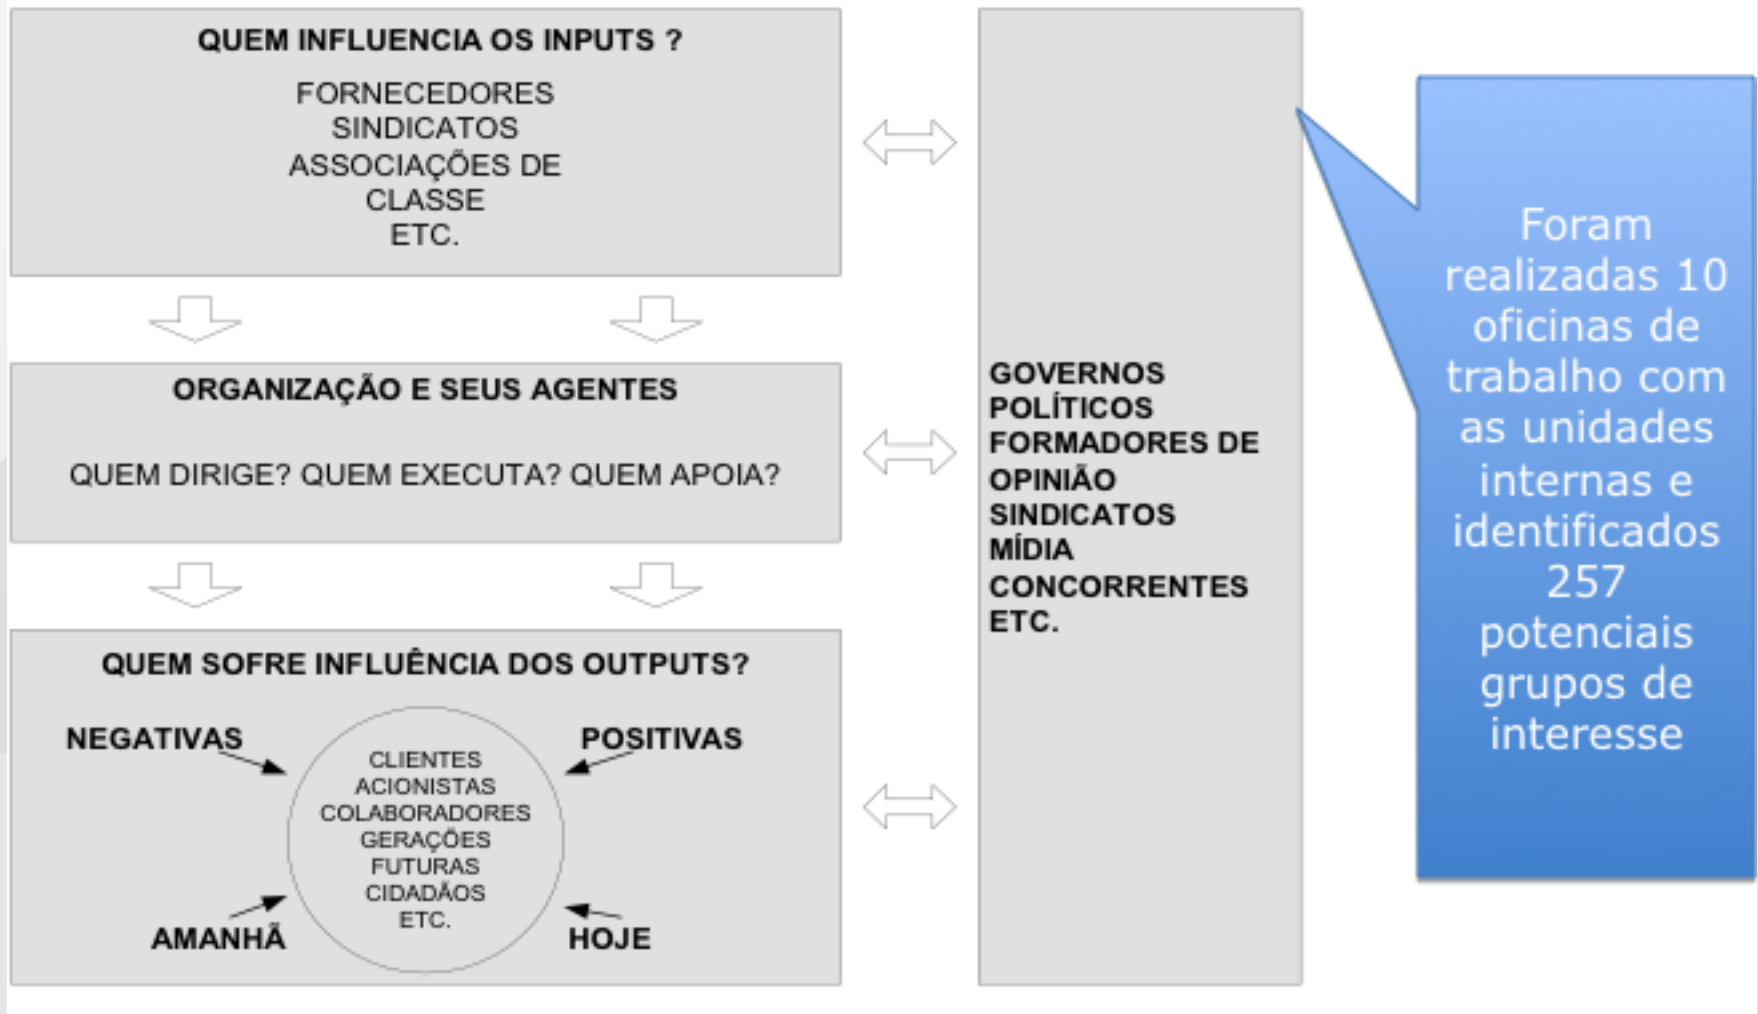 QUEM INFLUENCIA OS INPUTS ?
FORNECEDORES
SINDICATOS
ASSOCIAÇÕES DE
CLASSE
ETC.
ORGANIZAÇÃO E SEUS AGENTES
QUEM DIRIGE? QUEM EXECUTA? QUEM APOIA?
QUEM SOFRE INFLUÊNCIA DOS OUTPUTS?
NEGATIVAS
POSITIVAS
CLIENTES
ACIONISTAS
COLABORADORES
GERAÇÕES
FUTURAS
CIDADÃOS
ETC.
AMANHÃ
HOJE
GOVERNOS
POLÍTICOS
FORMADORES DE
OPINIÃO
SINDICATOS
MÍDIA
CONCORRENTES
ETC.
Foram
realizadas 10
oficinas de
trabalho com
as unidades
internas e
identificados
257
potenciais
grupos de
interesse